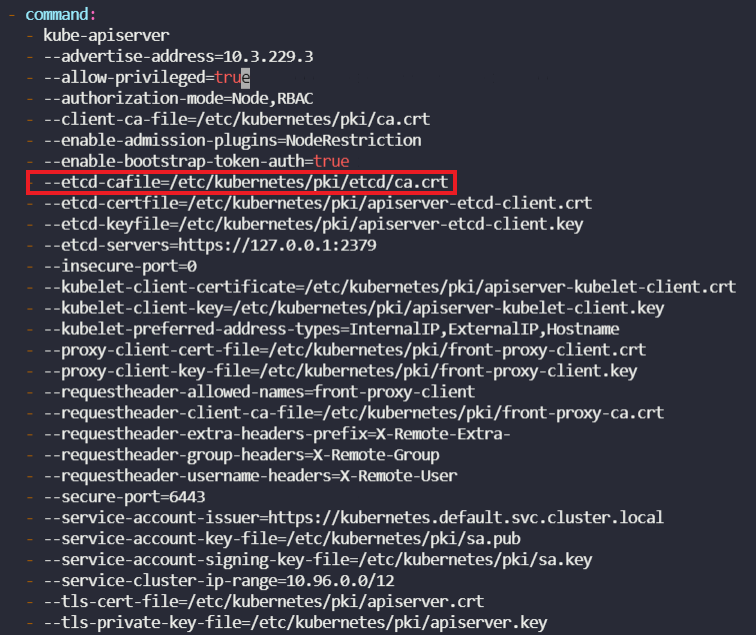 - command:
- kube-apiserver
- --advertise-address=10.3.229.3
- --allow-privileged=true
- --authorization-mode=Node,RBAC
- --client-ca-file=/etc/kubernetes/pki/ca.crt
- --enable-admission-plugins=NodeRestriction
- --enable-bootstrap-token-auth=true
- --etcd-cafile=/etc/kubernetes/pki/etcd/ca.crt
- --etcd-certfile=/etc/kubernetes/pki/apiserver-etcd-client.crt
- --etcd-keyfile=/etc/kubernetes/pki/apiserver-etcd-client.key
- --etcd-servers=https://127.0.0.1:2379
- --insecure-port=0
- --kubelet-client-certificate=/etc/kubernetes/pki/apiserver-kubelet-client.crt
- --kubelet-client-key=/etc/kubernetes/pki/apiserver-kubelet-client.key
- --kubelet-preferred-address-types=InternalIP,ExternalIP,Hostname
- --proxy-client-cert-file=/etc/kubernetes/pki/front-proxy-client.crt
- --proxy-client-key-file=/etc/kubernetes/pki/front-proxy-client.key
- --requestheader-allowed-names=front-proxy-client
- --requestheader-client-ca-file=/etc/kubernetes/pki/front-proxy-ca.crt
- --requestheader-extra-headers-prefix=X-Remote-Extra-
- --requestheader-group-headers=X-Remote-Group
- --requestheader-username-headers=X-Remote-User
- --secure-port=6443
- --service-account-issuer=https://kubernetes.default.svc.cluster.local
- --service-account-key-file=/etc/kubernetes/pki/sa.pub
- --service-account-signing-key-file=/etc/kubernetes/pki/sa.key
- --service-cluster-ip-range=10.96.0.0/12
- --tls-cert-file=/etc/kubernetes/pki/apiserver.crt
- --tls-private-key-file=/etc/kubernetes/pki/apiserver.key